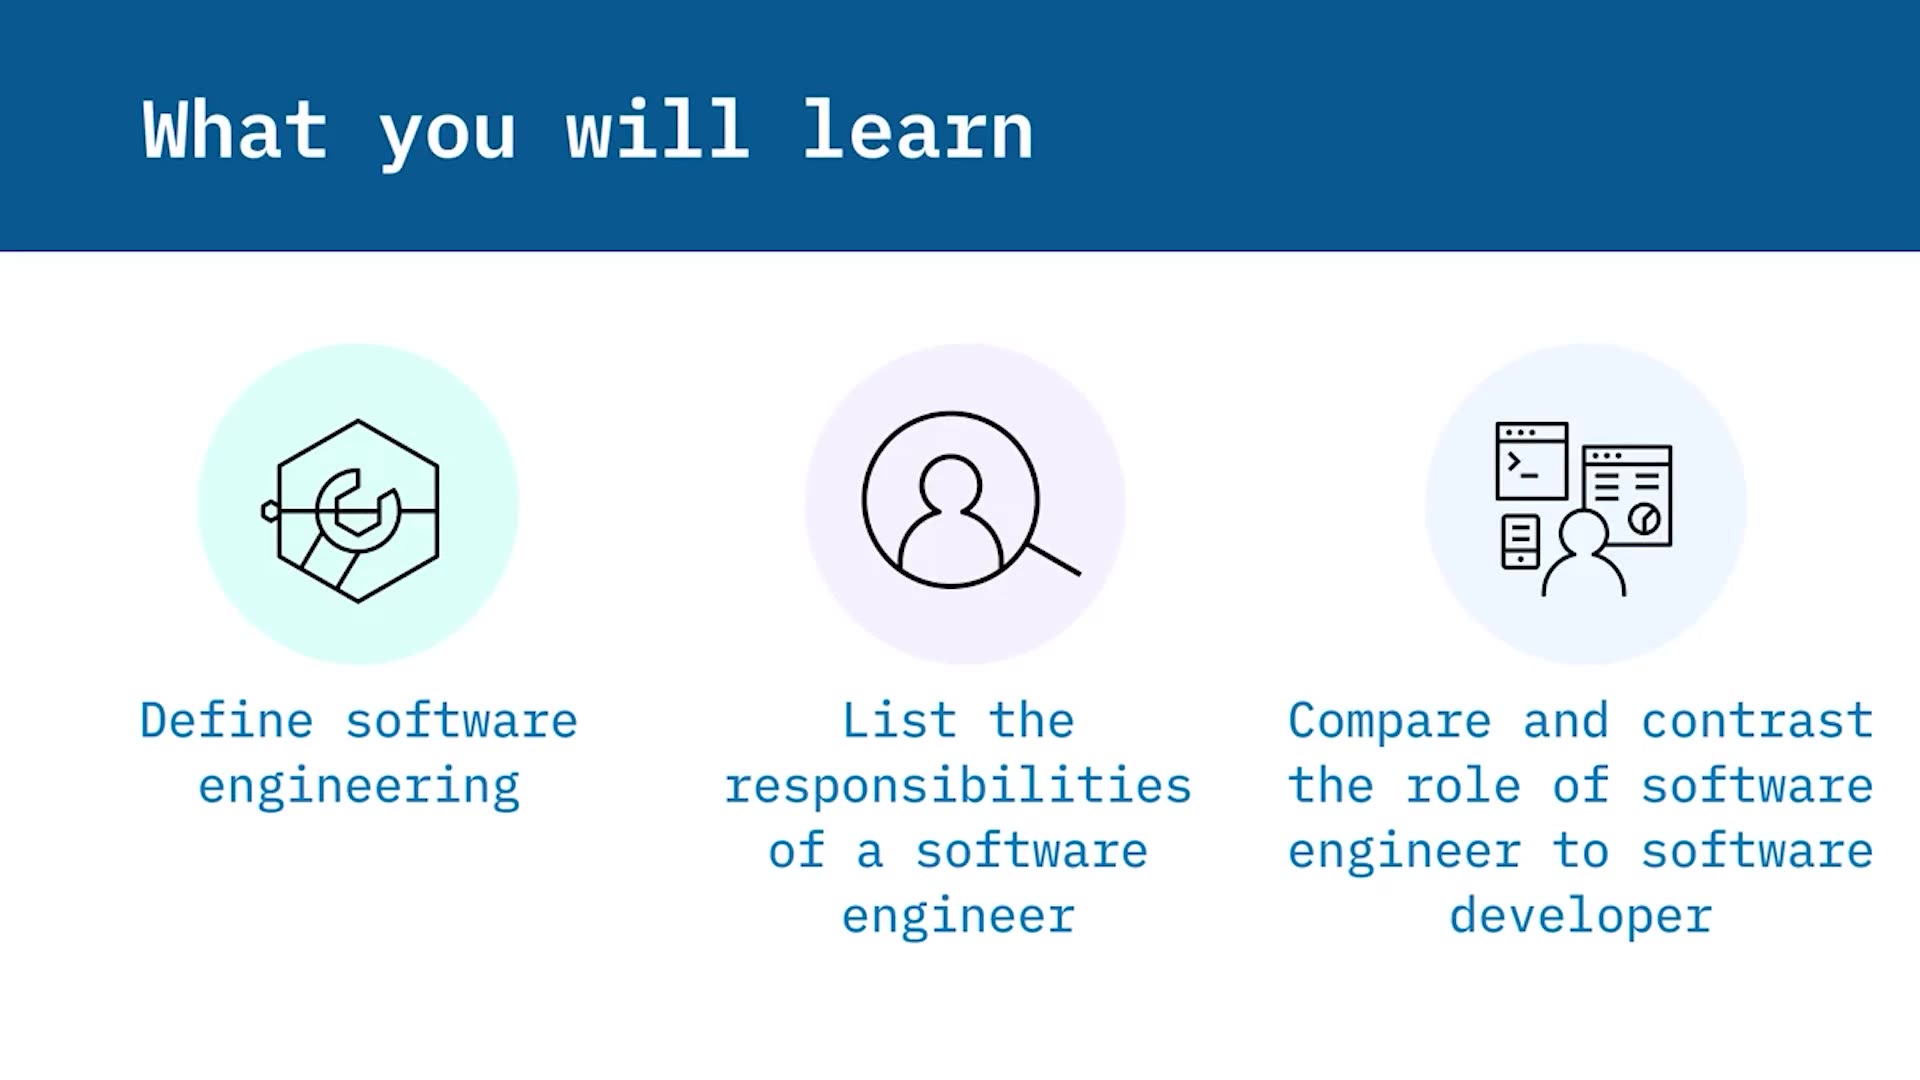 What you will learn
Define software
engineering
List the
responsibilities
of a software
engineer
Compare and contrast
the role of software
engineer to software
developer